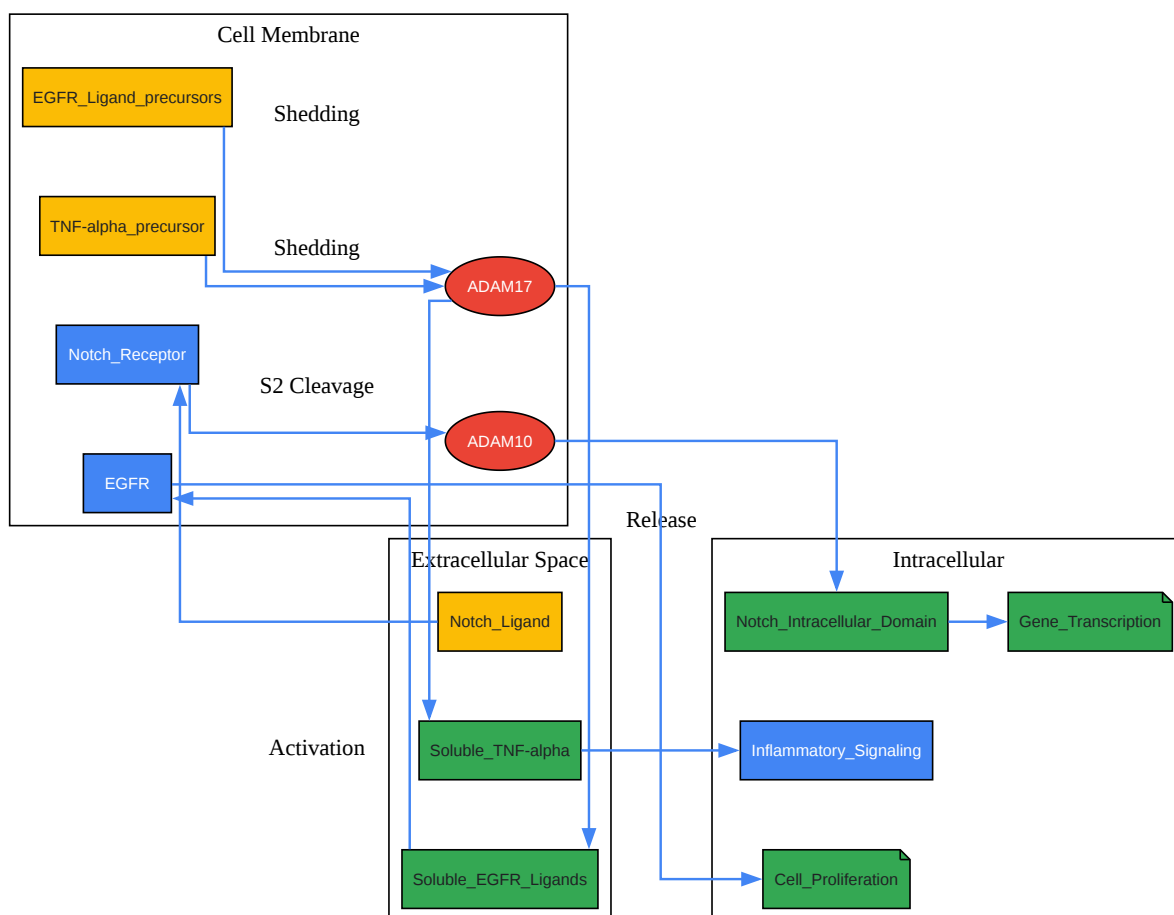 Cell Membrane
EGFR_Ligand_precursors
Shedding
TNF-alpha_precursor
Shedding
ADAM17
Notch_Receptor
S2 Cleavage
ADAM10
EGFR
Release
Extracellular Space
Intracellular
Notch_Ligand
Notch_Intracellular_Domain
Gene_Transcription
Activation
Soluble_TNF-alpha
Inflammatory_Signaling
Soluble_EGFR_Ligands
Cell_Proliferation